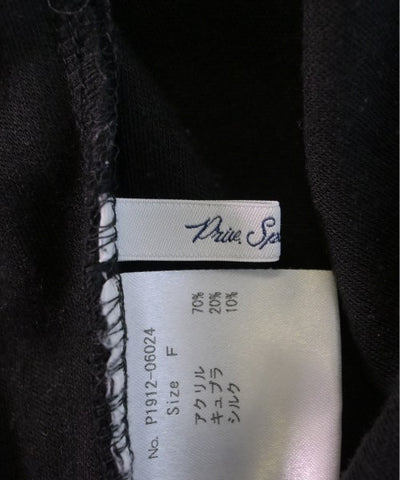 Prive. Sp
No. P1912-06024
Size F
アクリル 70%
キュプラ 20%
シルク 10%